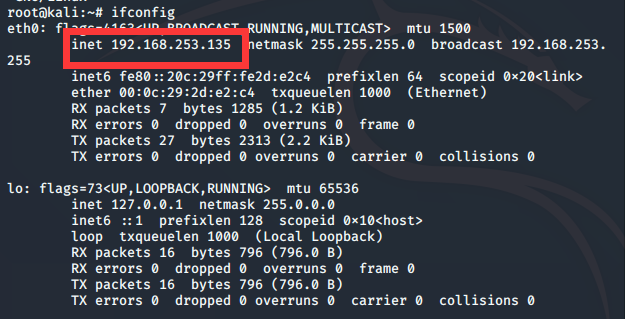 root@kali:~# ifconfig
eth0: flags=4163<UP,BROADCAST,RUNNING,MULTICAST>  mtu 1500
        inet 192.168.253.135  netmask 255.255.255.0  broadcast 192.168.253.
255
        inet6 fe80::20c:29ff:fe2d:e2c4  prefixlen 64  scopeid 0x20<link>
        ether 00:0c:29:2d:e2:c4  txqueuelen 1000  (Ethernet)
        RX packets 7  bytes 1285 (1.2 KiB)
        RX errors 0  dropped 0  overruns 0  frame 0
        TX packets 27  bytes 2313 (2.2 KiB)
        TX errors 0  dropped 0 overruns 0  carrier 0  collisions 0
lo: flags=73<UP,LOOPBACK,RUNNING>  mtu 65536
        inet 127.0.0.1  netmask 255.0.0.0
        inet6 ::1  prefixlen 128  scopeid 0x10<host>
        loop  txqueuelen 1000  (Local Loopback)
        RX packets 16  bytes 796 (796.0 B)
        RX errors 0  dropped 0  overruns 0  frame 0
        TX packets 16  bytes 796 (796.0 B)
        TX errors 0  dropped 0 overruns 0  carrier 0  collisions 0